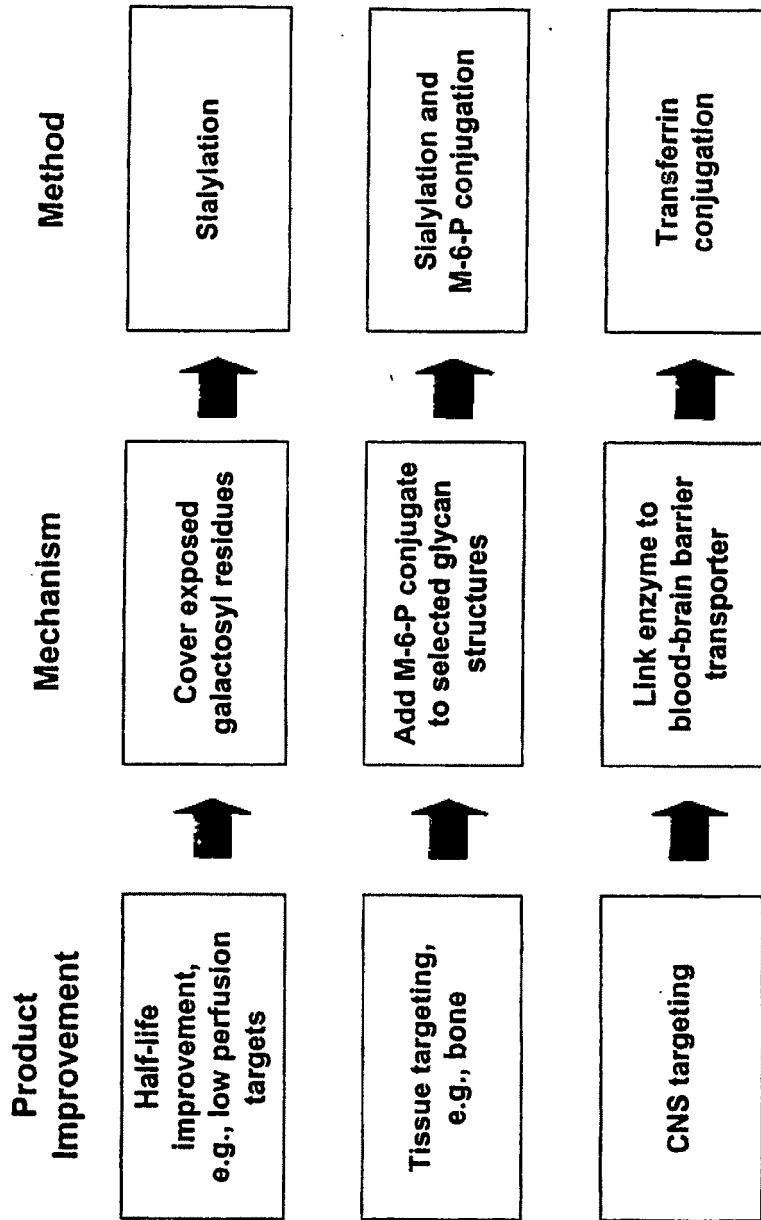 Product
Improvement
Mechanism
Method
Half-life
improvement,
e.g., low perfusion
targets
Cover exposed
galactosyl residues
Sialylation
Tissue targeting,
e.g., bone
Add M-6-P conjugate
to selected glycan
structures
Sialylation and
M-6-P conjugation
CNS targeting
Link enzyme to
blood-brain barrier
transporter
Transferrin
conjugation